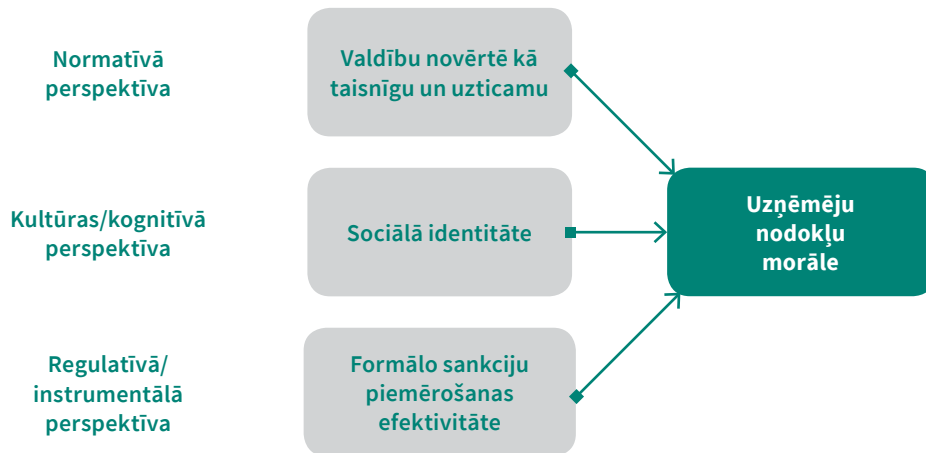 Normatīvā
perspektīva
Valdību novērtē kā
taisnīgu un uzticamu
Kultūras/kognitīvā
perspektīva
Sociālā identitāte
Uzņēmēju
nodokļu
morāle
Regulatīvā/
instrumentālā
perspektīva
Formālo sankciju
piemērošanas
efektivitāte